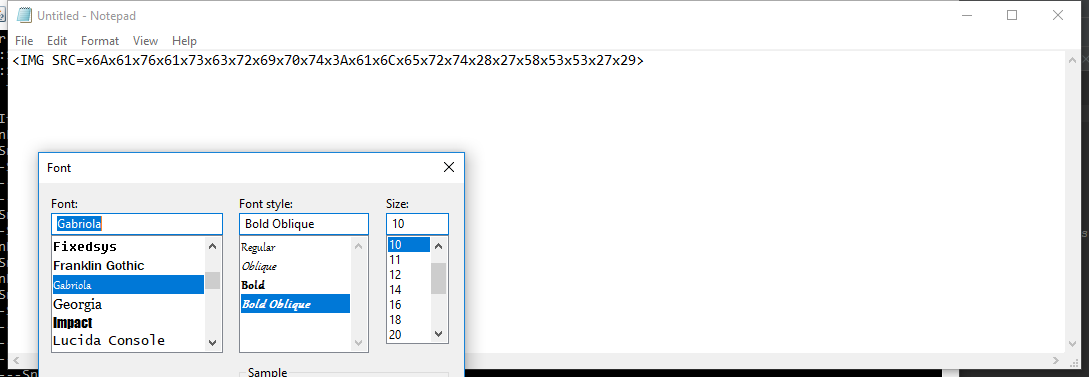 Untitled - Notepad
File Edit Format View Help
<IMG SRC=x6Ax61x76x61x73x63x72x69x70x74x3Ax61x6Cx65x72x74x28x27x58x53x53x27x29>
Font
Font: Font style: Size:
Gabriola Bold Oblique 10
Fixedsys Regular 10
Franklin Gothic Oblique 11
Gabriola Bold 12
Georgia Bold Oblique 14
Impact 16
Lucida Console 18
20
Sample